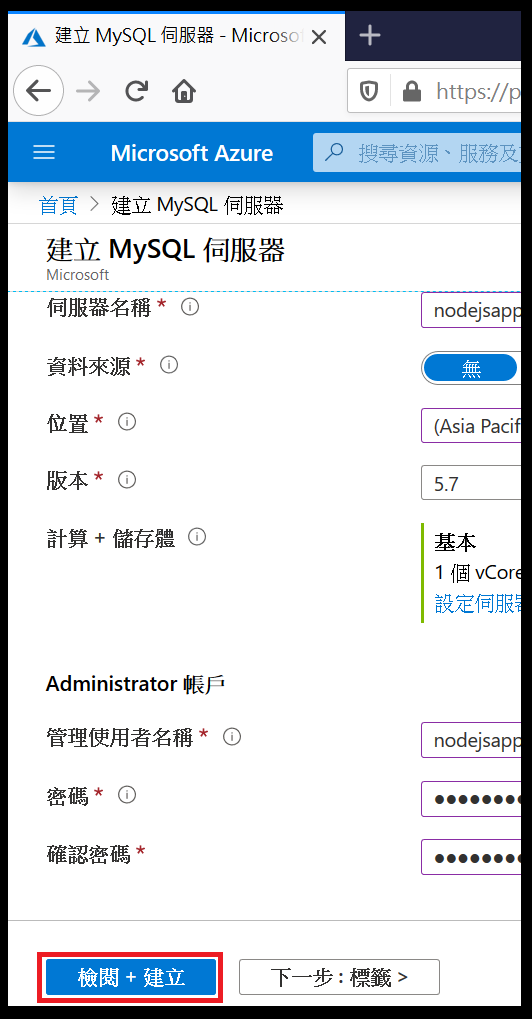 建立 MySQL 伺服器 - Microso
https://p
Microsoft Azure
搜尋資源、服務及
首頁 > 建立 MySQL 伺服器
建立 MySQL 伺服器
Microsoft
伺服器名稱 * nodejsapp
資料來源 * 無
位置 * (Asia Pacif
版本 * 5.7
計算 + 儲存體 基本
1 個 vCore
設定伺服器
Administrator 帳戶
管理使用者名稱 * nodejsapp
密碼 *
確認密碼 *
檢閱 + 建立 下一步 : 標籤 >